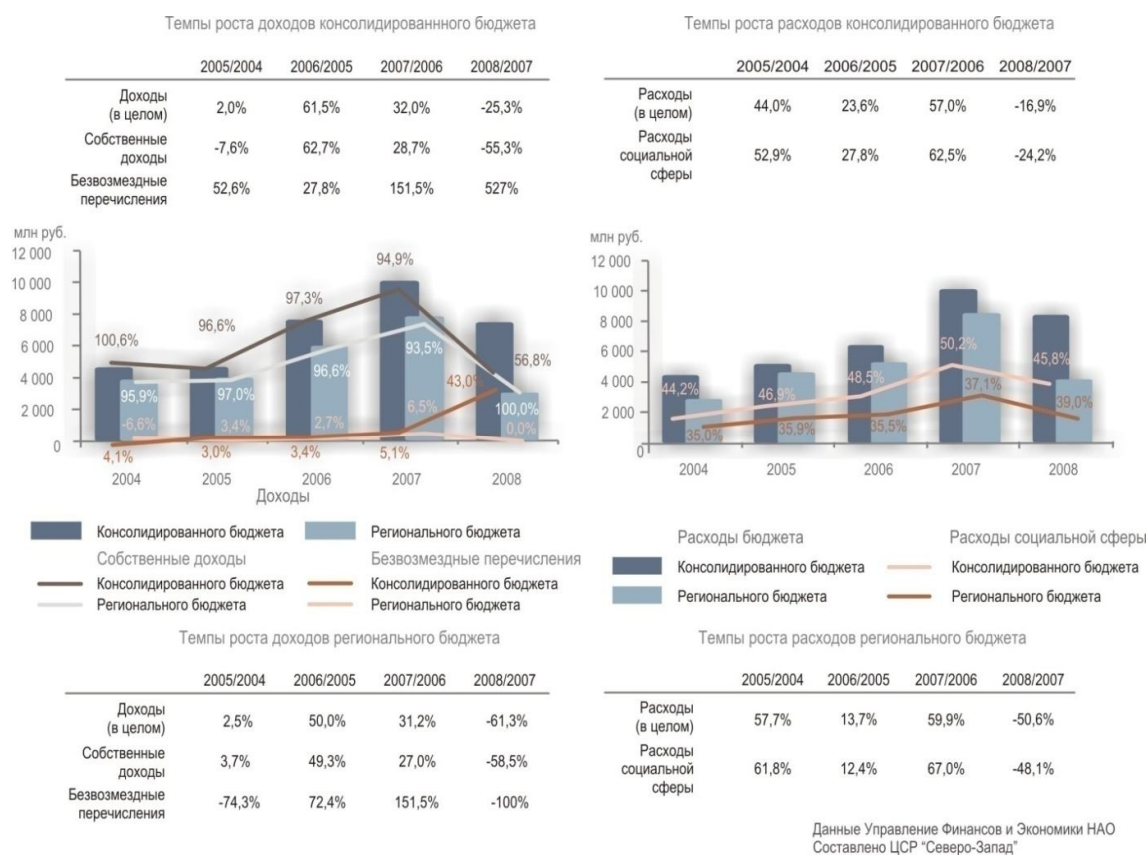 Темпы роста доходов консолидированнного бюджета
2005/2004 2006/2005 2007/2006 2008/2007
Доходы
(в целом) 2,0% 61,5% 32,0% -25,3%
Собственные
доходы -7,6% 62,7% 28,7% -55,3%
Безвозмездные
перечисления 52,6% 27,8% 151,5% 527%
млн руб.
12 000
10 000
8 000
6 000
4 000
2 000
0
100,6% 96,6% 97,3% 94,9% 56,8%
95,9% 97,0% 96,6% 93,5% 100,0%
43,0%
-6,6% 3,4% 2,7% 6,5% 0,0%
4,1% 3,0% 3,4% 5,1%
2004 2005 2006 2007 2008
Доходы
Консолидированного бюджета Регионального бюджета
Собственные доходы Безвозмездные перечисления
Консолидированного бюджета Консолидированного бюджета
Регионального бюджета Регионального бюджета
Темпы роста доходов регионального бюджета
2005/2004 2006/2005 2007/2006 2008/2007
Доходы
(в целом) 2,5% 50,0% 31,2% -61,3%
Собственные
доходы 3,7% 49,3% 27,0% -58,5%
Безвозмездные
перечисления -74,3% 72,4% 151,5% -100%
Темпы роста расходов консолидированного бюджета
2005/2004 2006/2005 2007/2006 2008/2007
Расходы
(в целом) 44,0% 23,6% 57,0% -16,9%
Расходы
социальной
сферы 52,9% 27,8% 62,5% -24,2%
млн руб.
12 000
10 000
8 000
6 000
4 000
2 000
0
44,2% 46,9% 48,5% 50,2% 45,8%
35,0% 35,9% 35,5% 37,1% 39,0%
2004 2005 2006 2007 2008
Расходы бюджета Расходы социальной сферы
Консолидированного бюджета Консолидированного бюджета
Регионального бюджета Регионального бюджета
Темпы роста расходов регионального бюджета
2005/2004 2006/2005 2007/2006 2008/2007
Расходы
(в целом) 57,7% 13,7% 59,9% -50,6%
Расходы
социальной
сферы 61,8% 12,4% 67,0% -48,1%
Данные Управление Финансов и Экономики НАО
Составлено ЦСР "Северо-Запад"